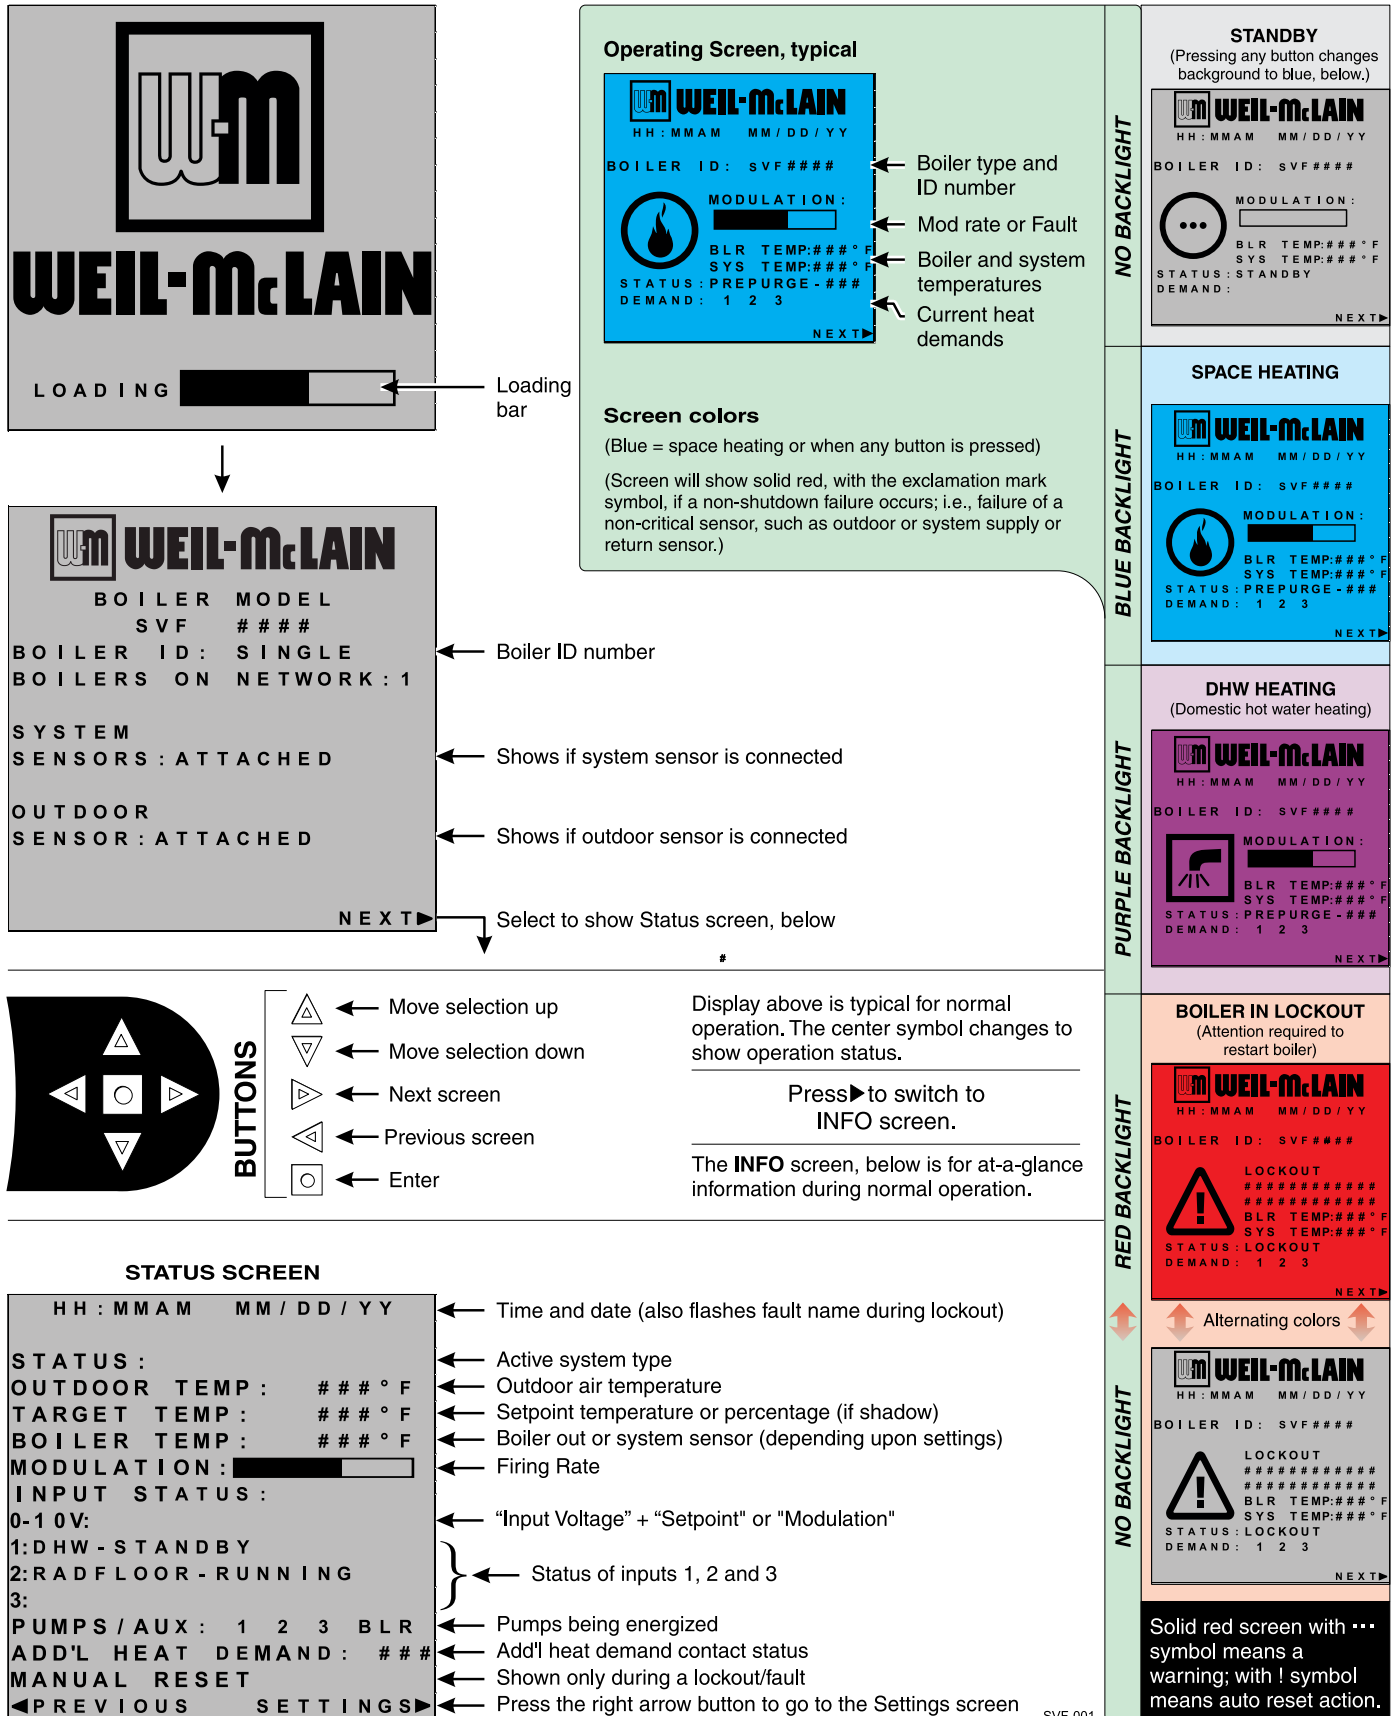 WM
WEIL-McLAIN
LOADING
Loading
bar
WM WEIL-McLAIN
BOILER MODEL
SVF ####
BOILER ID: SINGLE
BOILERS ON NETWORK:1
SYSTEM
SENSORS:ATTACHED
OUTDOOR
SENSOR:ATTACHED
NEXT▶
Boiler ID number
Shows if system sensor is connected
Shows if outdoor sensor is connected
Select to show Status screen, below
#
Operating Screen, typical
WM WEIL-McLAIN
HH:MMAM MM/DD/YY
BOILER ID: SVF####
MODULATION:
BLR TEMP:###°F
SYS TEMP:###°F
STATUS:PREPURGE-###
DEMAND: 1 2 3
NEXT▶
Boiler type and
ID number
Mod rate or Fault
Boiler and system
temperatures
Current heat
demands
Screen colors
(Blue = space heating or when any button is pressed)
(Screen will show solid red, with the exclamation mark
symbol, if a non-shutdown failure occurs; i.e., failure of a
non-critical sensor, such as outdoor or system supply or
return sensor.)
NO BACKLIGHT
STANDBY
(Pressing any button changes
background to blue, below.)
WM WEIL-McLAIN
HH:MMAM MM/DD/YY
BOILER ID: SVF####
MODULATION:
BLR TEMP:###°F
SYS TEMP:###°F
STATUS:STANDBY
DEMAND:
NEXT▶
BLUE BACKLIGHT
SPACE HEATING
WM WEIL-McLAIN
HH:MMAM MM/DD/YY
BOILER ID: SVF####
MODULATION:
BLR TEMP:###°F
SYS TEMP:###°F
STATUS:PREPURGE-###
DEMAND: 1 2 3
NEXT▶
PURPLE BACKLIGHT
DHW HEATING
(Domestic hot water heating)
WM WEIL-McLAIN
HH:MMAM MM/DD/YY
BOILER ID: SVF####
MODULATION:
BLR TEMP:###°F
SYS TEMP:###°F
STATUS:PREPURGE-###
DEMAND: 1 2 3
NEXT▶
RED BACKLIGHT
BOILER IN LOCKOUT
(Attention required to
restart boiler)
WM WEIL-McLAIN
HH:MMAM MM/DD/YY
BOILER ID: SVF####
LOCKOUT
############
############
BLR TEMP:###°F
SYS TEMP:###°F
STATUS:LOCKOUT
DEMAND: 1 2 3
NEXT▶
Alternating colors
NO BACKLIGHT
WM WEIL-McLAIN
HH:MMAM MM/DD/YY
BOILER ID: SVF####
LOCKOUT
############
############
BLR TEMP:###°F
SYS TEMP:###°F
STATUS:LOCKOUT
DEMAND: 1 2 3
NEXT▶
Solid red screen with •••
symbol means a
warning; with ! symbol
means auto reset action.
BUTTONS
Move selection up
Move selection down
Next screen
Previous screen
Enter
Display above is typical for normal
operation. The center symbol changes to
show operation status.
Press▶to switch to
INFO screen.
The INFO screen, below is for at-a-glance
information during normal operation.
STATUS SCREEN
HH:MMAM MM/DD/YY
STATUS:
OUTDOOR TEMP: ###°F
TARGET TEMP: ###°F
BOILER TEMP: ###°F
MODULATION:
INPUT STATUS:
0-10V:
1:DHW-STANDBY
2:RADFLOOR-RUNNING
3:
PUMPS/AUX: 1 2 3 BLR
ADD'L HEAT DEMAND: ###
MANUAL RESET
◀PREVIOUS SETTINGS▶
Time and date (also flashes fault name during lockout)
Active system type
Outdoor air temperature
Setpoint temperature or percentage (if shadow)
Boiler out or system sensor (depending upon settings)
Firing Rate
“Input Voltage” + “Setpoint" or "Modulation"
Status of inputs 1, 2 and 3
Pumps being energized
Add'l heat demand contact status
Shown only during a lockout/fault
Press the right arrow button to go to the Settings screen
SVF-001